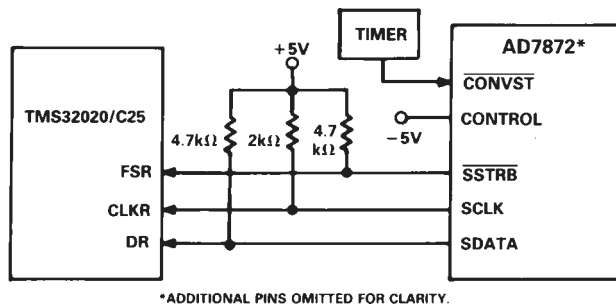 TIMER
AD7872*
+5V
CONVST
TMS32020/C25
CONTROL
4.7kΩ
2kΩ
4.7
kΩ
−5V
FSR
SSTRB
CLKR
SCLK
DR
SDATA
*ADDITIONAL PINS OMITTED FOR CLARITY.